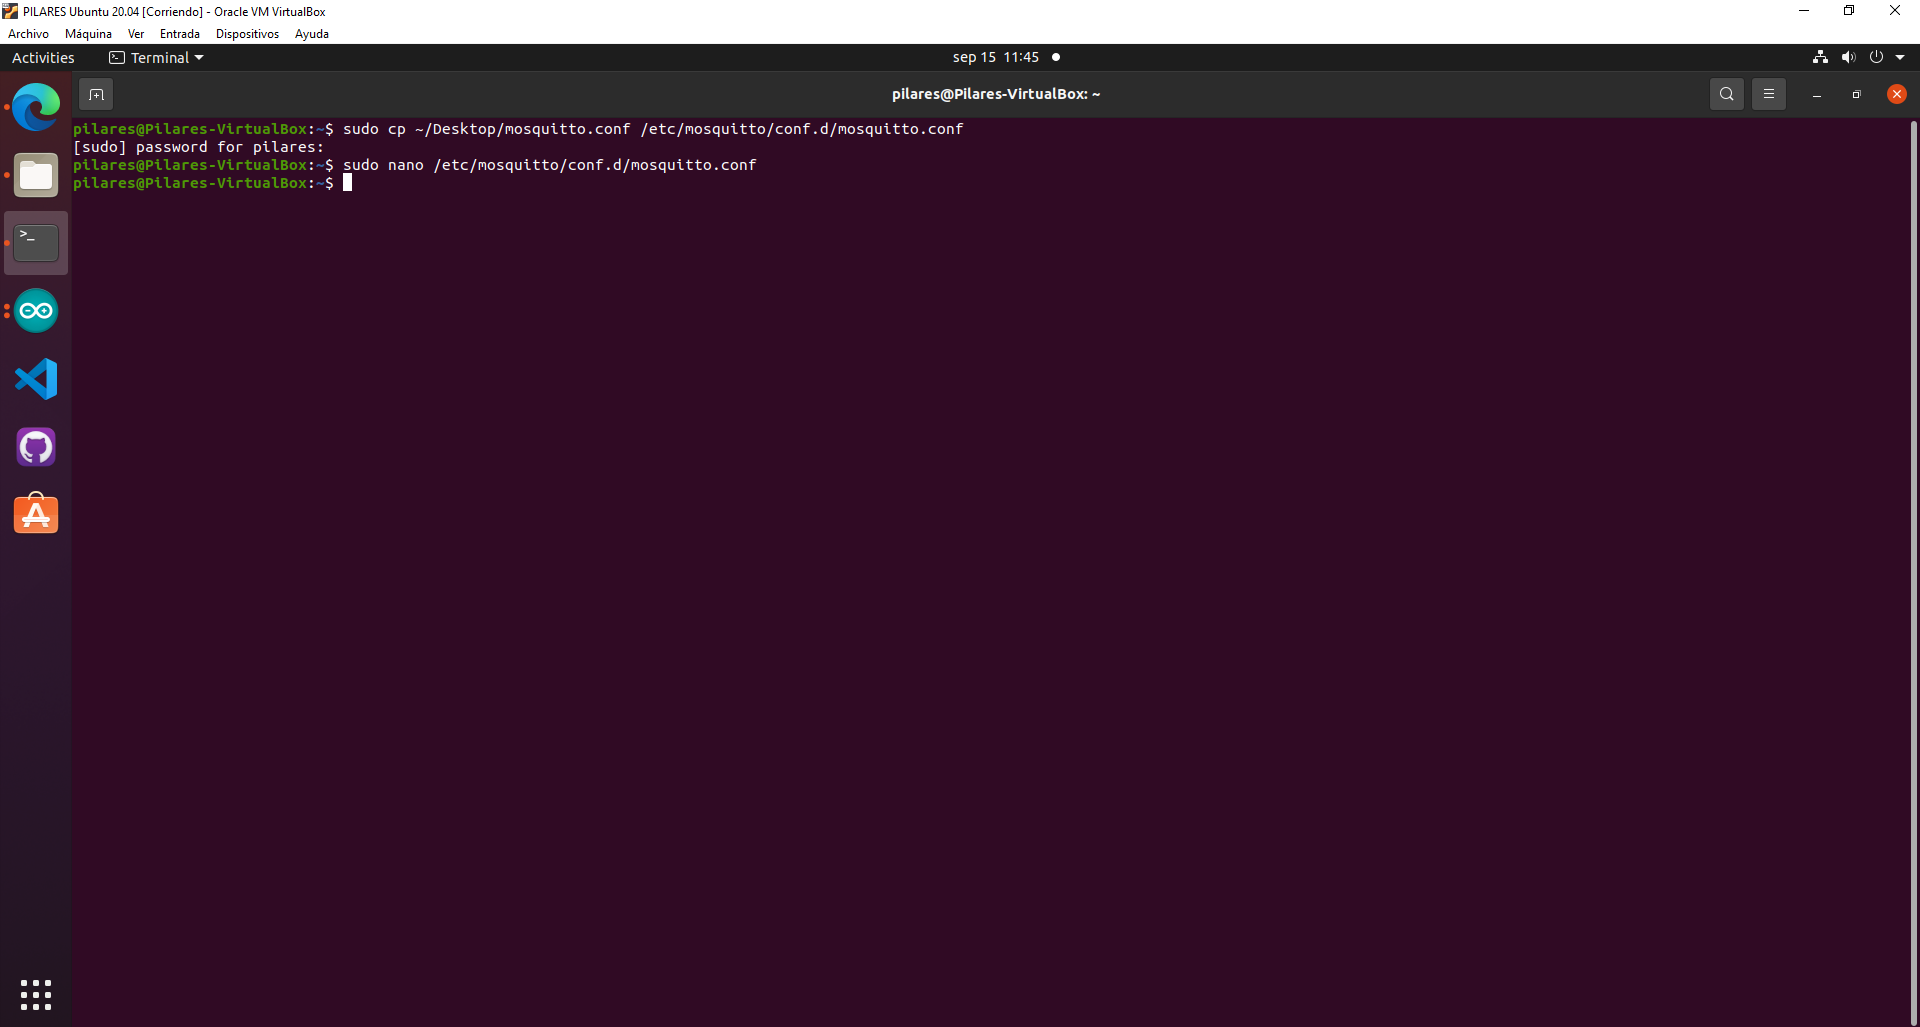 PILARES Ubuntu 20.04 [Corriendo] - Oracle VM VirtualBox
Archivo Máquina Ver Entrada Dispositivos Ayuda
Activities Terminal sep 15 11:45
pilares@Pilares-VirtualBox: ~
pilares@Pilares-VirtualBox:~$ sudo cp ~/Desktop/mosquitto.conf /etc/mosquitto/conf.d/mosquitto.conf
[sudo] password for pilares:
pilares@Pilares-VirtualBox:~$ sudo nano /etc/mosquitto/conf.d/mosquitto.conf
pilares@Pilares-VirtualBox:~$